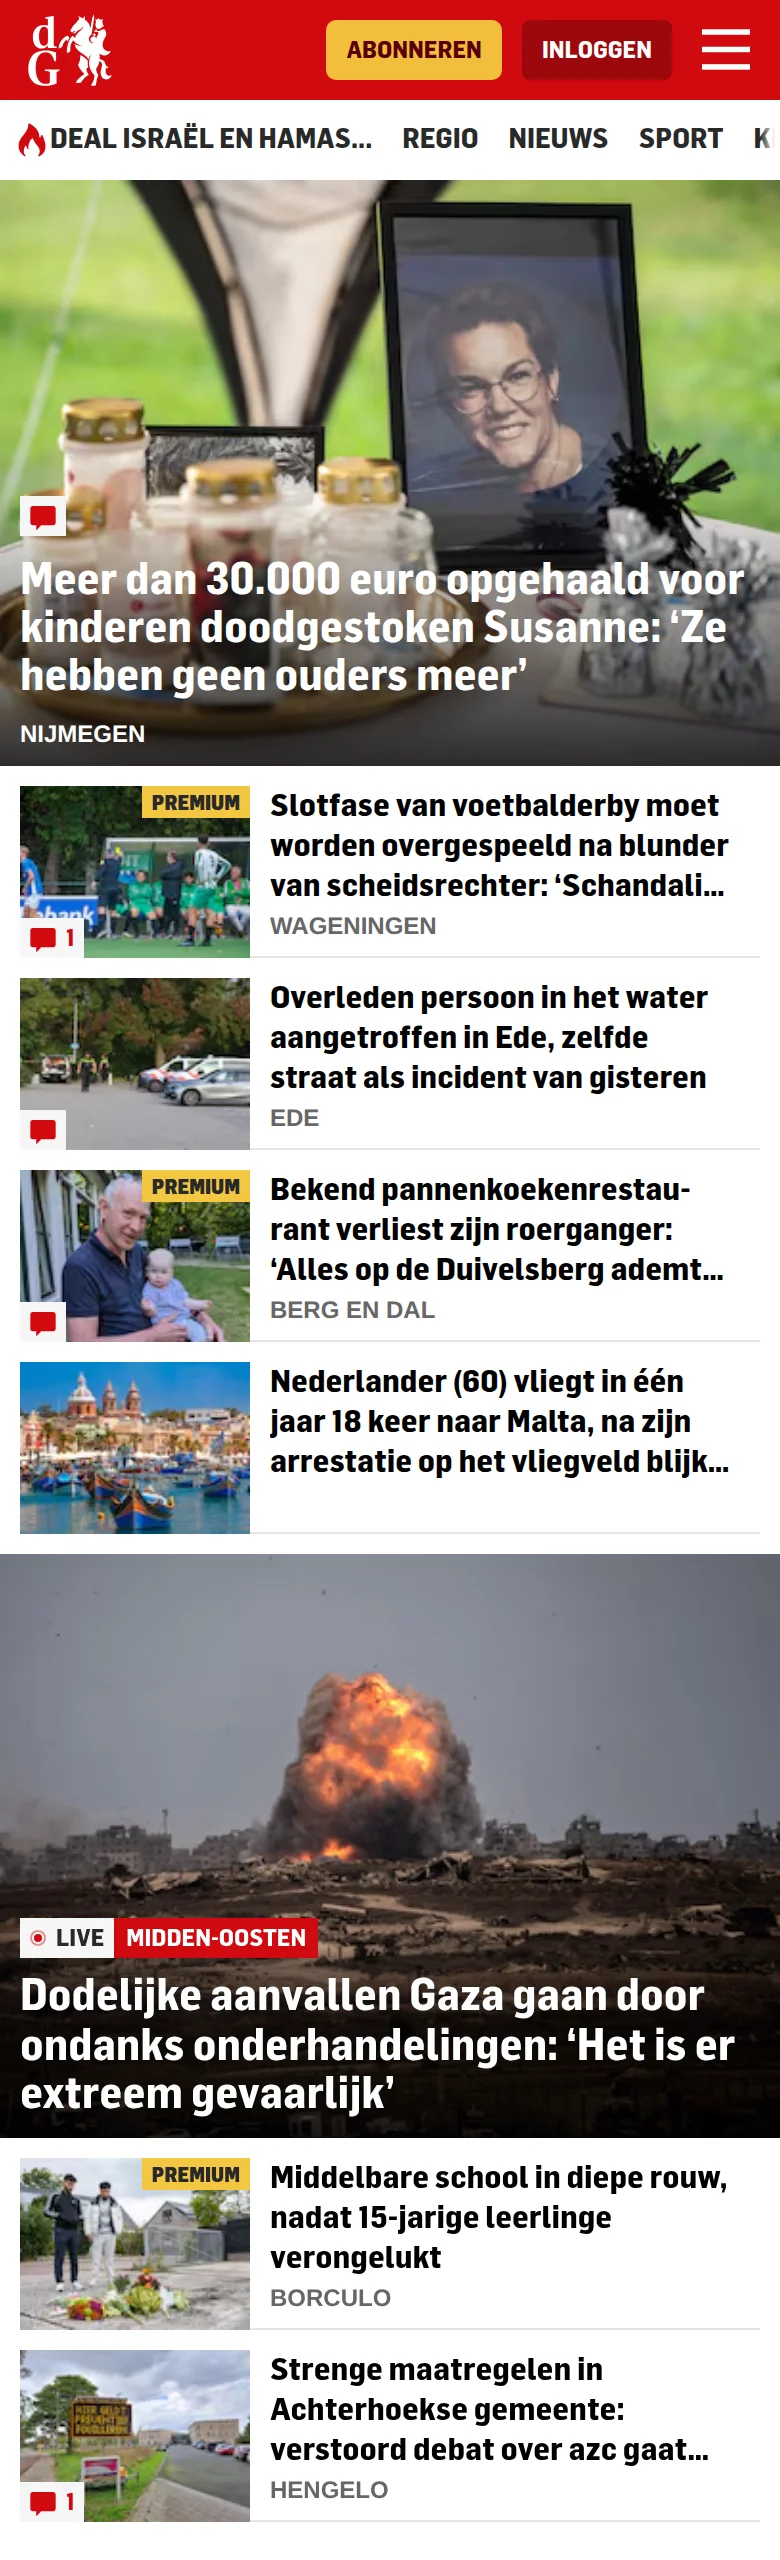 dG
ABONNEREN
INLOGGEN
DEAL ISRAËL EN HAMAS...
REGIO
NIEUWS
SPORT
Meer dan 30.000 euro opgehaald voor
kinderen doodgestoken Susanne: ‘Ze
hebben geen ouders meer’
NIJMEGEN
PREMIUM
1
Slotfase van voetbalderby moet
worden overgespeeld na blunder
van scheidsrechter: ‘Schandali...
WAGENINGEN
Overleden persoon in het water
aangetroffen in Ede, zelfde
straat als incident van gisteren
EDE
PREMIUM
Bekend pannenkoekenrestau-
rant verliest zijn roerganger:
‘Alles op de Duivelsberg ademt...
BERG EN DAL
Nederlander (60) vliegt in één
jaar 18 keer naar Malta, na zijn
arrestatie op het vliegveld blijk...
LIVE
MIDDEN-OOSTEN
Dodelijke aanvallen Gaza gaan door
ondanks onderhandelingen: ‘Het is er
extreem gevaarlijk’
PREMIUM
Middelbare school in diepe rouw,
nadat 15-jarige leerlinge
verongelukt
BORCULO
HIER GELDT
PREVENTIEF
FOUILLEREN
1
Strenge maatregelen in
Achterhoekse gemeente:
verstoord debat over azc gaat...
HENGELO